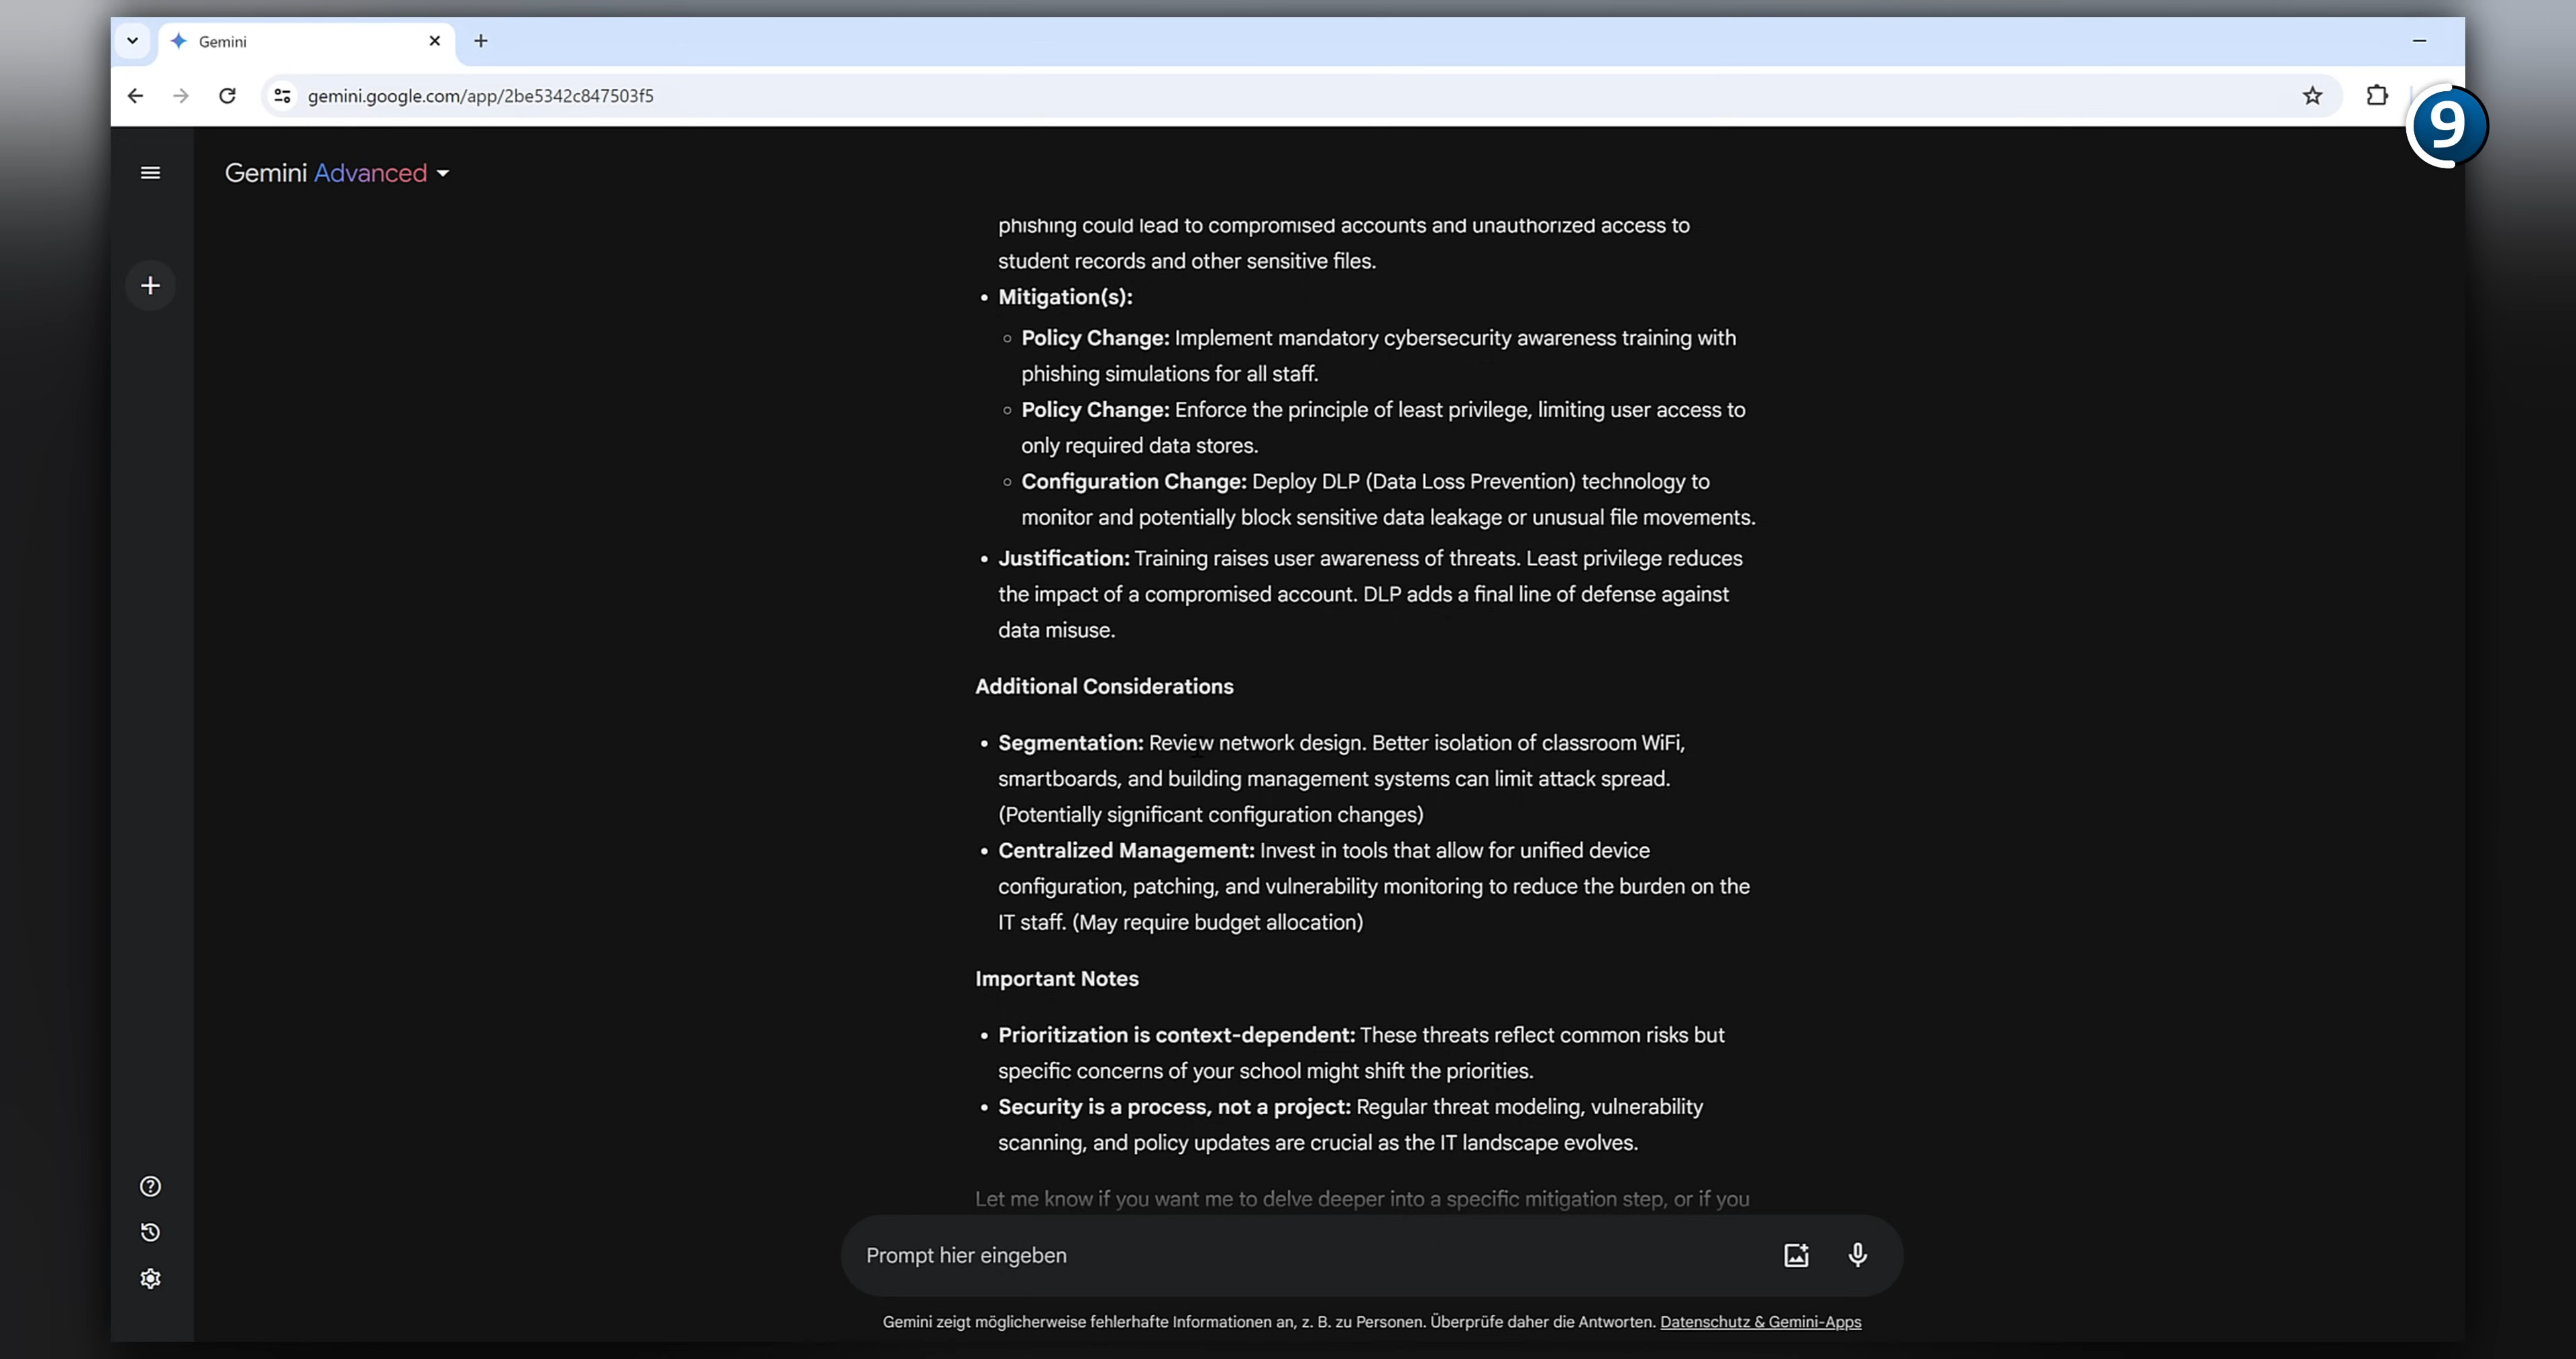 Gemini
gemini.google.com/app/2be5342c847503f5
9
Gemini Advanced
phishing could lead to compromised accounts and unauthorized access to
student records and other sensitive files.
• Mitigation(s):
○ Policy Change: Implement mandatory cybersecurity awareness training with
phishing simulations for all staff.
○ Policy Change: Enforce the principle of least privilege, limiting user access to
only required data stores.
○ Configuration Change: Deploy DLP (Data Loss Prevention) technology to
monitor and potentially block sensitive data leakage or unusual file movements.
• Justification: Training raises user awareness of threats. Least privilege reduces
the impact of a compromised account. DLP adds a final line of defense against
data misuse.
Additional Considerations
• Segmentation: Review network design. Better isolation of classroom WiFi,
smartboards, and building management systems can limit attack spread.
(Potentially significant configuration changes)
• Centralized Management: Invest in tools that allow for unified device
configuration, patching, and vulnerability monitoring to reduce the burden on the
IT staff. (May require budget allocation)
Important Notes
• Prioritization is context-dependent: These threats reflect common risks but
specific concerns of your school might shift the priorities.
• Security is a process, not a project: Regular threat modeling, vulnerability
scanning, and policy updates are crucial as the IT landscape evolves.
Let me know if you want me to delve deeper into a specific mitigation step, or if you
Prompt hier eingeben
Gemini zeigt möglicherweise fehlerhafte Informationen an, z. B. zu Personen. Überprüfe daher die Antworten. Datenschutz & Gemini-Apps